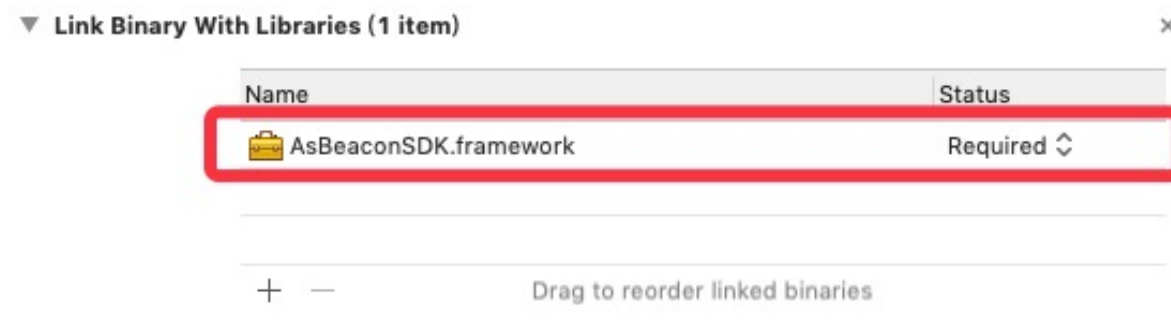 Link Binary With Libraries (1 item)
Name Status
AsBeaconSDK.framework Required
Drag to reorder linked binaries